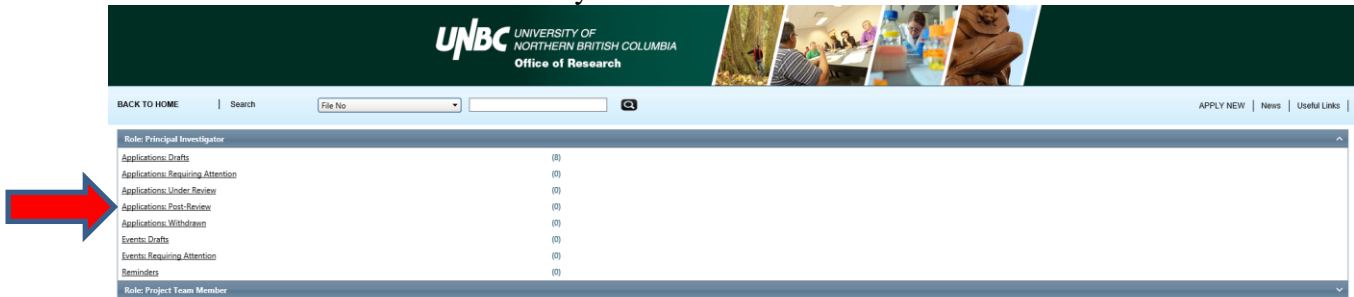 UNBC UNIVERSITY OF
NORTHERN BRITISH COLUMBIA
Office of Research
BACK TO HOME | Search File No APPLY NEW | News | Useful Links |
Role: Principal Investigator
Applications: Drafts (8)
Applications: Requiring Attention (0)
Applications: Under Review (0)
Applications: Post-Review (0)
Applications: Withdrawn (0)
Events: Drafts (0)
Events: Requiring Attention (0)
Reminders (0)
Role: Project Team Member